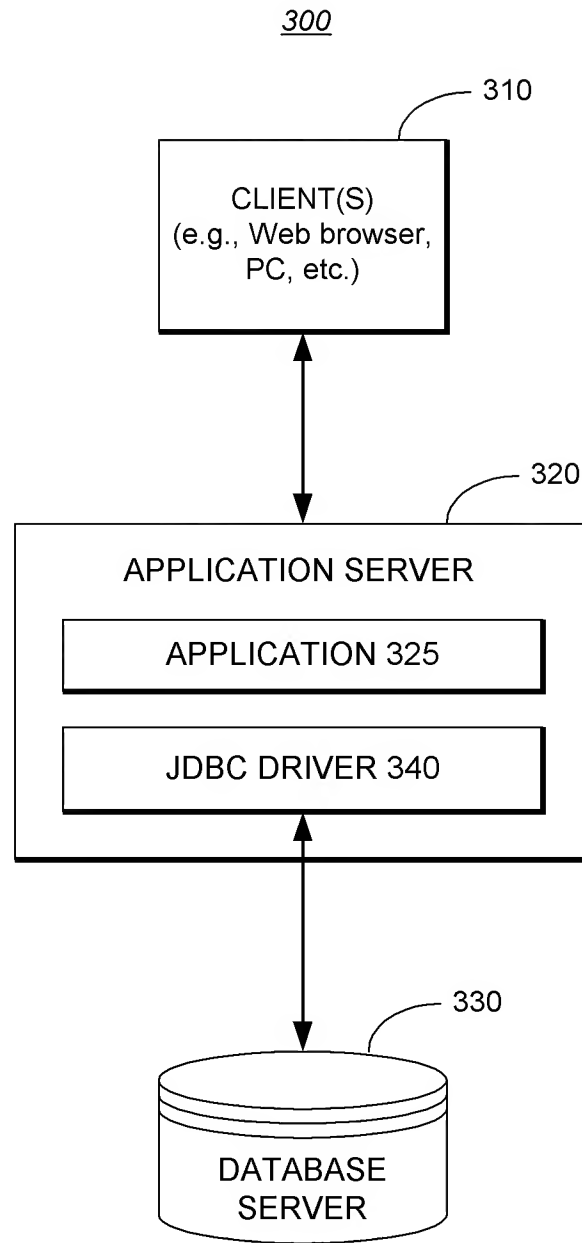 300
310
CLIENT(S)
(e.g., Web browser,
PC, etc.)
320
APPLICATION SERVER
APPLICATION 325
JDBC DRIVER 340
330
DATABASE
SERVER